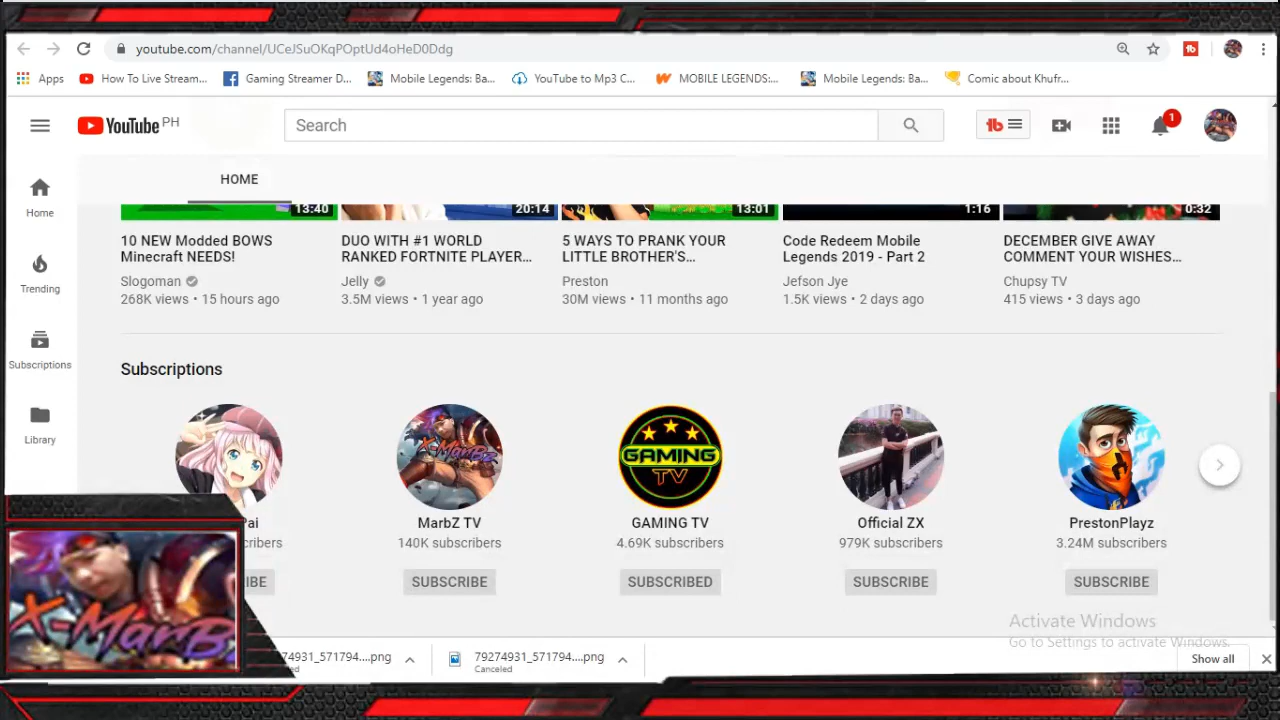 youtube.com/channel/UCeJSuOKqPOptUd4oHeD0Ddg
Apps How To Live Stream... Gaming Streamer D... Mobile Legends: Ba... YouTube to Mp3 C... MOBILE LEGENDS:... Mobile Legends: Ba... Comic about Khufr...
YouTube PH
Search
1
HOME
Home
Trending
Subscriptions
Library
13:40 20:14 13:01 1:16 0:32
10 NEW Modded BOWS
Minecraft NEEDS!
Slogoman
268K views • 15 hours ago
DUO WITH #1 WORLD
RANKED FORTNITE PLAYER...
Jelly
3.5M views • 1 year ago
5 WAYS TO PRANK YOUR
LITTLE BROTHER'S...
Preston
30M views • 11 months ago
Code Redeem Mobile
Legends 2019 - Part 2
Jefson Jye
1.5K views • 2 days ago
DECEMBER GIVE AWAY
COMMENT YOUR WISHES...
Chupsy TV
415 views • 3 days ago
Subscriptions
X-MarBz
GAMING
TV
Pai MarbZ TV GAMING TV Official ZX PrestonPlayz
cribers 140K subscribers 4.69K subscribers 979K subscribers 3.24M subscribers
IBE SUBSCRIBE SUBSCRIBED SUBSCRIBE SUBSCRIBE
X-MarB
Activate Windows
Go to Settings to activate Windows.
74931_571794....png 79274931_571794....png
Canceled
Show all